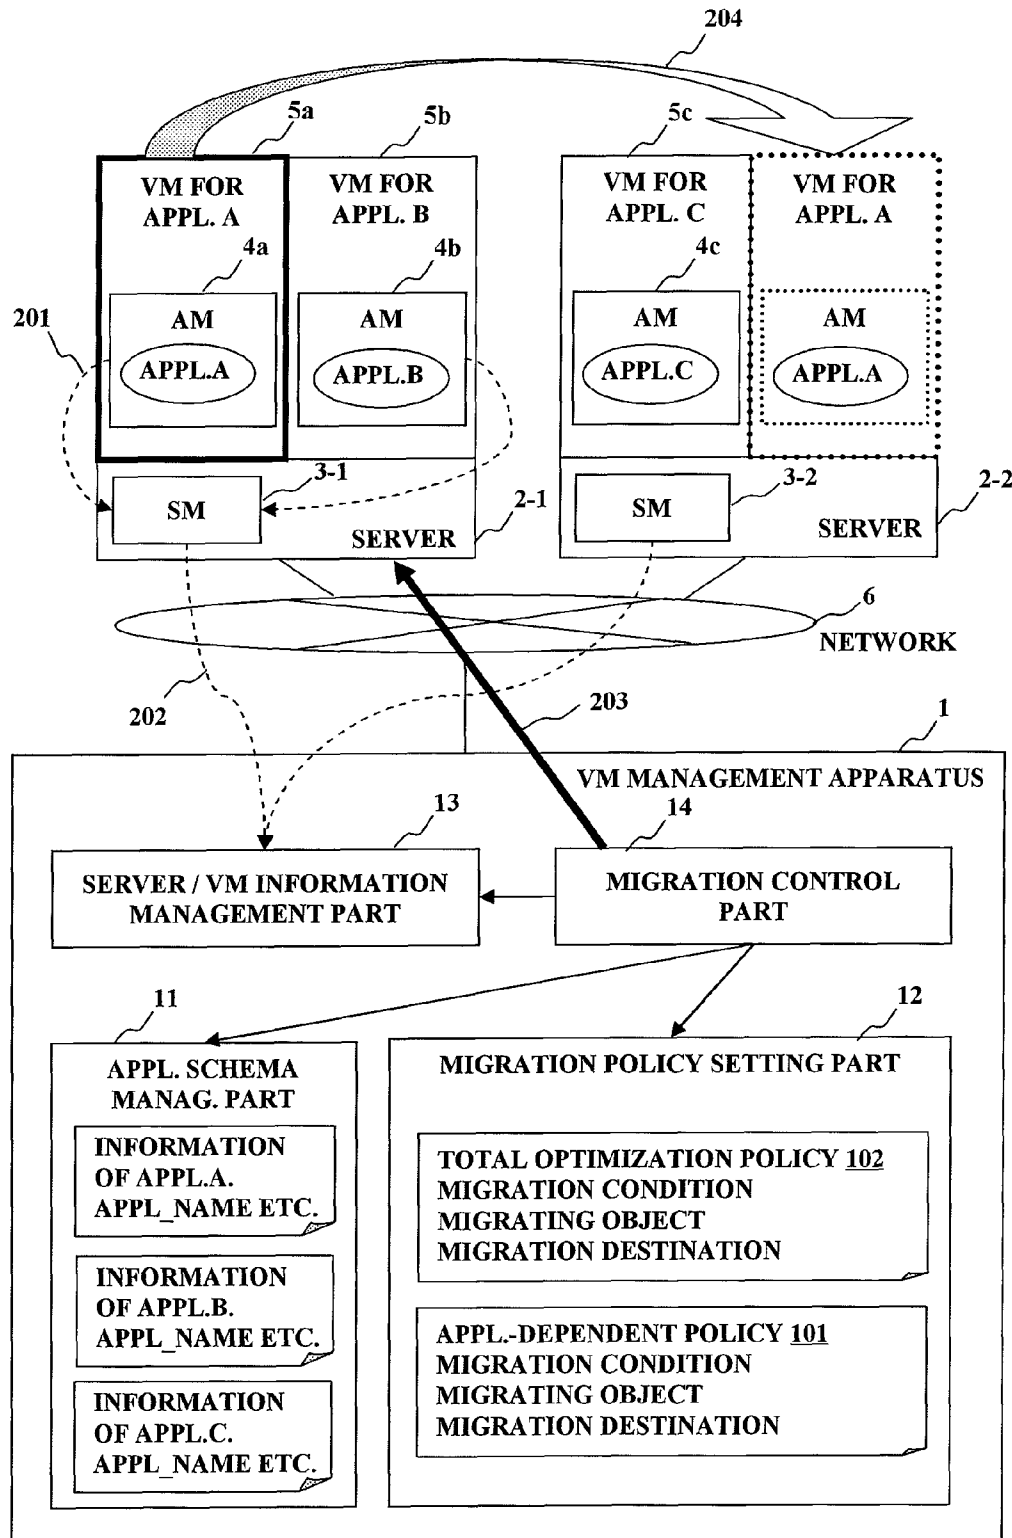 204
5a
5b
5c
VM FOR
APPL. A
VM FOR
APPL. B
VM FOR
APPL. C
VM FOR
APPL. A
4a
4b
4c
201
AM
APPL.A
AM
APPL.B
AM
APPL.C
AM
APPL.A
3-1
SM
2-1
SERVER
3-2
SM
2-2
SERVER
6
NETWORK
202
203
1
VM MANAGEMENT APPARATUS
13
14
SERVER / VM INFORMATION
MANAGEMENT PART
MIGRATION CONTROL
PART
11
12
APPL. SCHEMA
MANAG. PART
INFORMATION
OF APPL.A.
APPL_NAME ETC.
INFORMATION
OF APPL.B.
APPL_NAME ETC.
INFORMATION
OF APPL.C.
APPL_NAME ETC.
MIGRATION POLICY SETTING PART
TOTAL OPTIMIZATION POLICY 102
MIGRATION CONDITION
MIGRATING OBJECT
MIGRATION DESTINATION
APPL.-DEPENDENT POLICY 101
MIGRATION CONDITION
MIGRATING OBJECT
MIGRATION DESTINATION